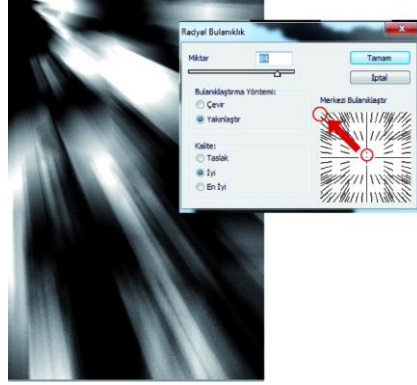 Radyal Bulanıklık
Miktar
Tamam
İptal
Bulanıklaştırma Yöntemi:
Çevir
Yakınlaştır
Merkezi Bulanıklaştır
Kalite:
Taslak
İyi
En İyi